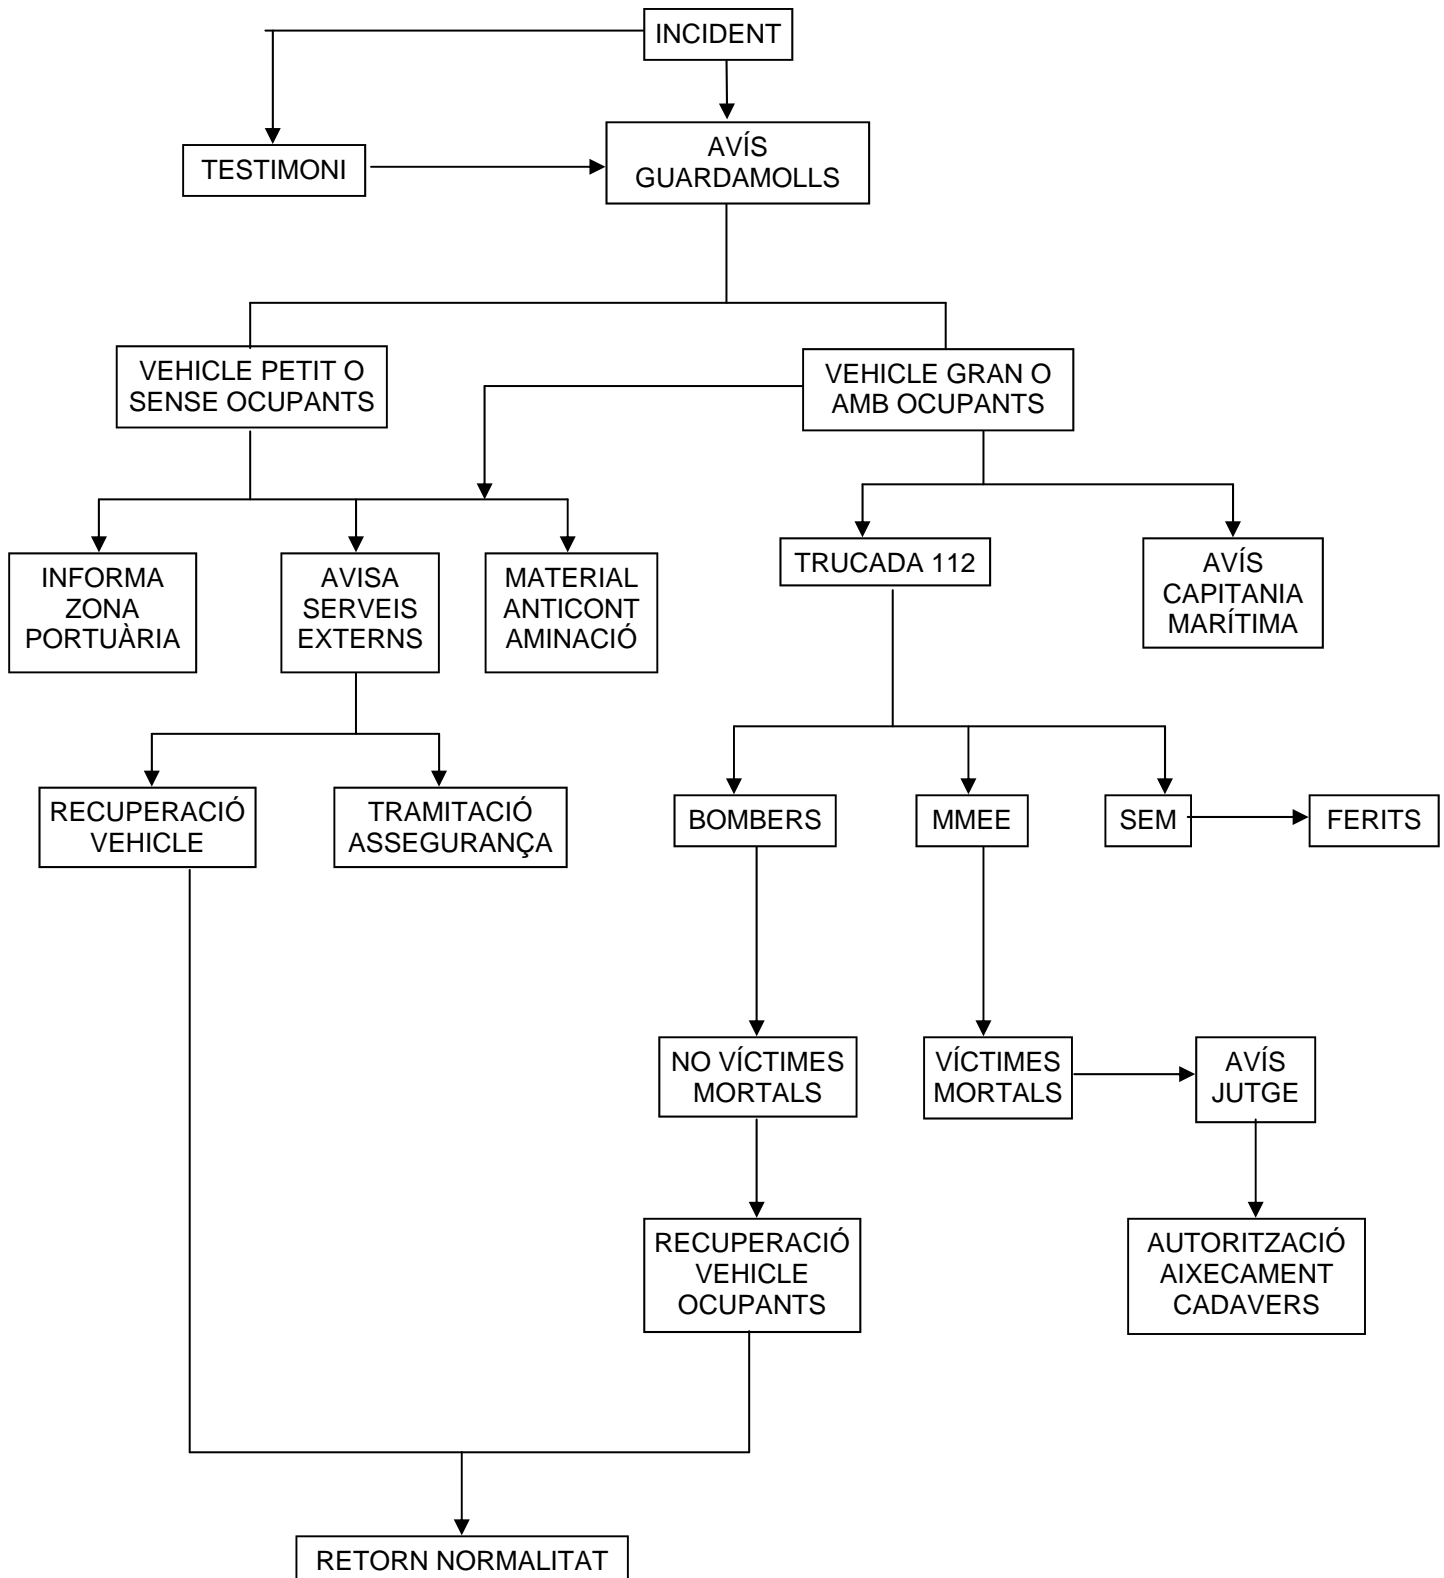 INCIDENT
TESTIMONI
AVÍS
GUARDAMOLLS
VEHICLE PETIT O
SENSE OCUPANTS
VEHICLE GRAN O
AMB OCUPANTS
INFORMA
ZONA
PORTUÀRIA
AVISA
SERVEIS
EXTERNS
MATERIAL
ANTICONT
AMINACIÓ
TRUCADA 112
AVÍS
CAPITANIA
MARÍTIMA
RECUPERACIÓ
VEHICLE
TRAMITACIÓ
ASSEGURANÇA
BOMBERS
MMEE
SEM
FERITS
NO VÍCTIMES
MORTALS
VÍCTIMES
MORTALS
AVÍS
JUTGE
RECUPERACIÓ
VEHICLE
OCUPANTS
AUTORITZACIÓ
AIXECAMENT
CADAVERS
RETORN NORMALITAT